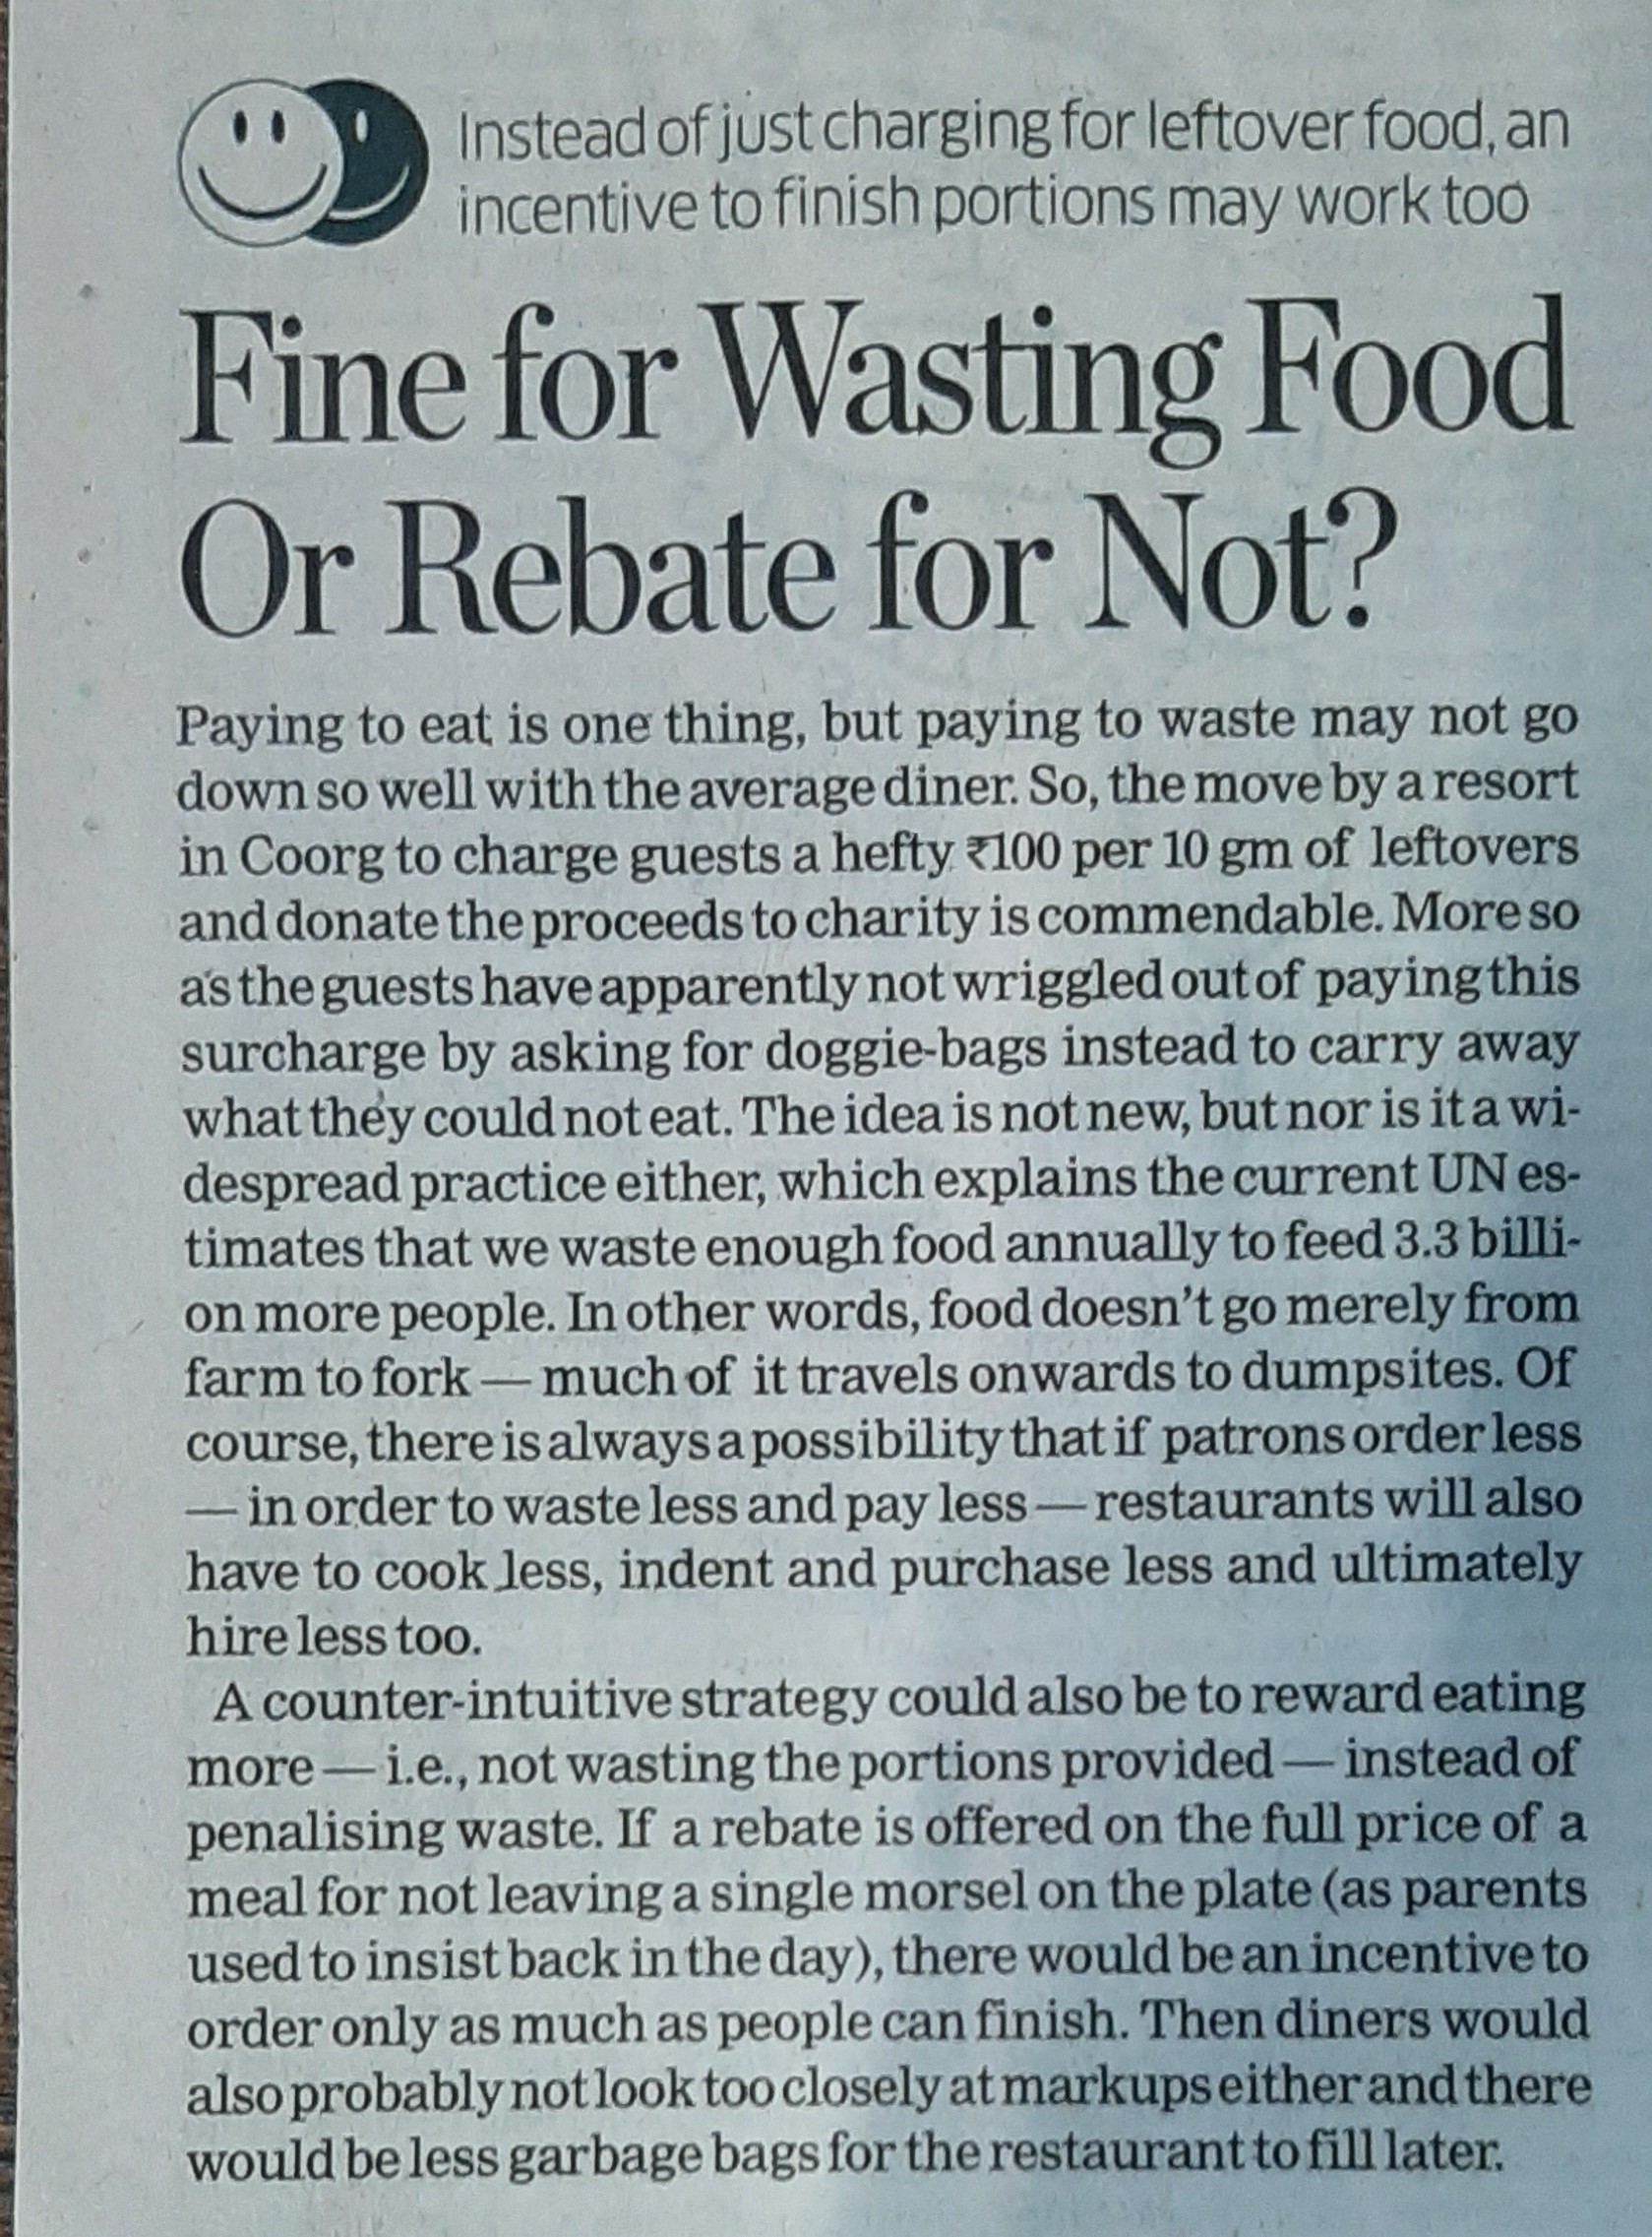 Instead of just charging for leftover food, an
incentive to finish portions may work too
Fine for Wasting Food
Or Rebate for Not?
Paying to eat is one thing, but paying to waste may not go
down so well with the average diner. So, the move by a resort
in Coorg to charge guests a hefty ₹100 per 10 gm of leftovers
and donate the proceeds to charity is commendable. More so
as the guests have apparently not wriggled out of paying this
surcharge by asking for doggie-bags instead to carry away
what they could not eat. The idea is not new, but nor is it a wi-
despread practice either, which explains the current UN es-
timates that we waste enough food annually to feed 3.3 billi-
on more people. In other words, food doesn't go merely from
farm to fork — much of it travels onwards to dumpsites. Of
course, there is always a possibility that if patrons order less
— in order to waste less and pay less — restaurants will also
have to cook less, indent and purchase less and ultimately
hire less too.
A counter-intuitive strategy could also be to reward eating
more — i.e., not wasting the portions provided — instead of
penalising waste. If a rebate is offered on the full price of a
meal for not leaving a single morsel on the plate (as parents
used to insist back in the day), there would be an incentive to
order only as much as people can finish. Then diners would
also probably not look too closely at markups either and there
would be less garbage bags for the restaurant to fill later.